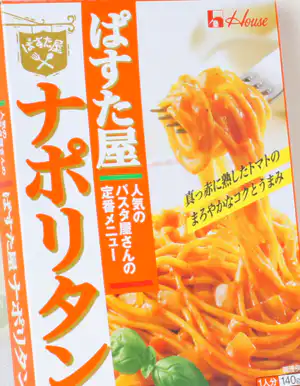 House
ぱすた屋
ぱすた屋
ナポリタン
人気の
パスタ屋さんの
定番メニュー
真っ赤に熟したトマトの
まろやかなコクとうまみ
ぱすた屋 ナポリタン
1人分
140